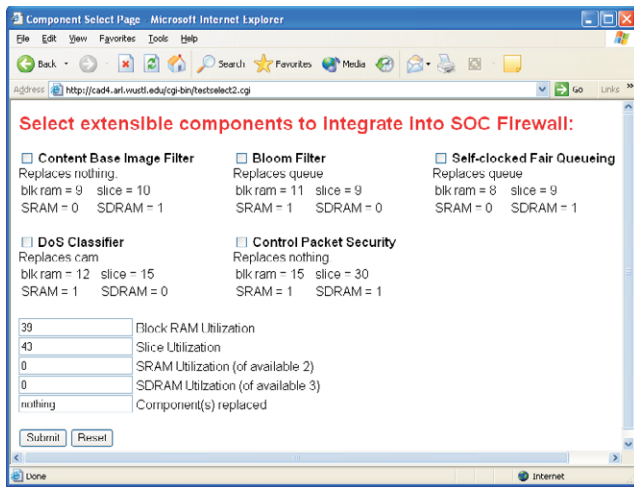 Component Select Page Microsoft Internet Explorer
File Edit View Favorites Tools Help
Back Search Favorites Media
Address http://cad4.arl.wustl.edu/cgi-bin/testselect2.cgi Go Links »
Select extensible components to integrate into SOC Firewall:
Content Base Image Filter Bloom Filter Self-clocked Fair Queueing
Replaces nothing. Replaces queue Replaces queue
blk ram = 9 slice = 10 blk ram = 11 slice = 9 blk ram = 8 slice = 9
SRAM = 0 SDRAM = 1 SRAM = 1 SDRAM = 0 SRAM = 0 SDRAM = 1
DoS Classifier Control Packet Security
Replaces cam Replaces nothing
blk ram = 12 slice = 15 blk ram = 15 slice = 30
SRAM = 1 SDRAM = 0 SRAM = 1 SDRAM = 1
39 Block RAM Utilization
43 Slice Utilization
0 SRAM Utilization (of available 2)
0 SDRAM Utilzation (of available 3)
nothing Component(s) replaced
Submit Reset
Done Internet